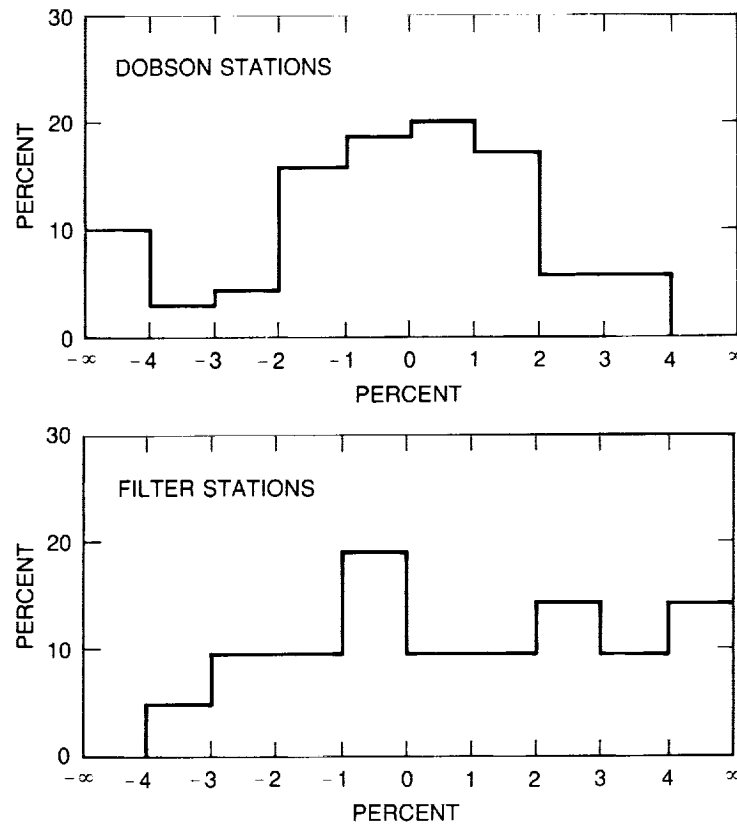 30
DOBSON STATIONS
20
PERCENT
10
0
-∞ -4 -3 -2 -1 0 1 2 3 4 ∞
PERCENT
30
FILTER STATIONS
20
PERCENT
10
0
-∞ -4 -3 -2 -1 0 1 2 3 4 ∞
PERCENT